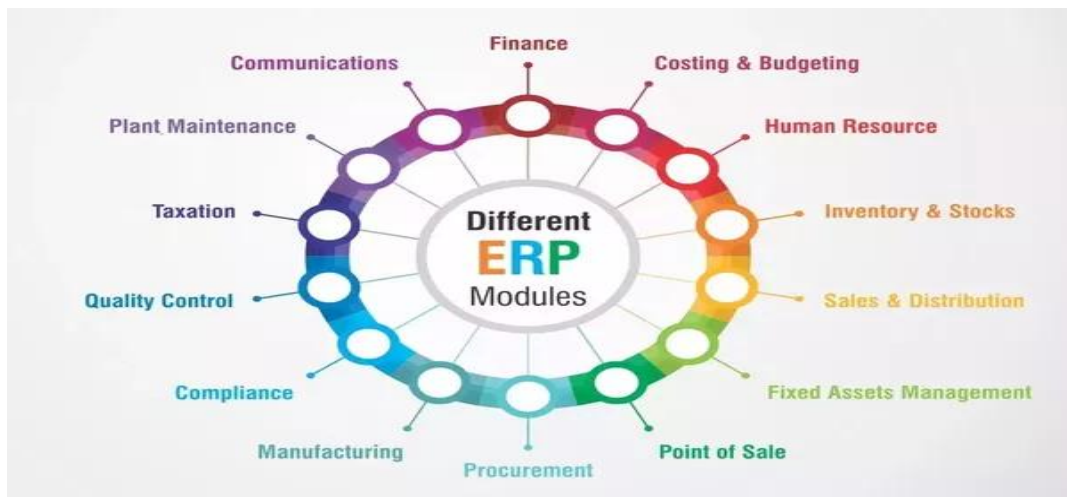 Finance
Costing & Budgeting
Human Resource
Inventory & Stocks
Sales & Distribution
Fixed Assets Management
Point of Sale
Procurement
Manufacturing
Compliance
Quality Control
Taxation
Plant Maintenance
Communications
Different
ERP
Modules